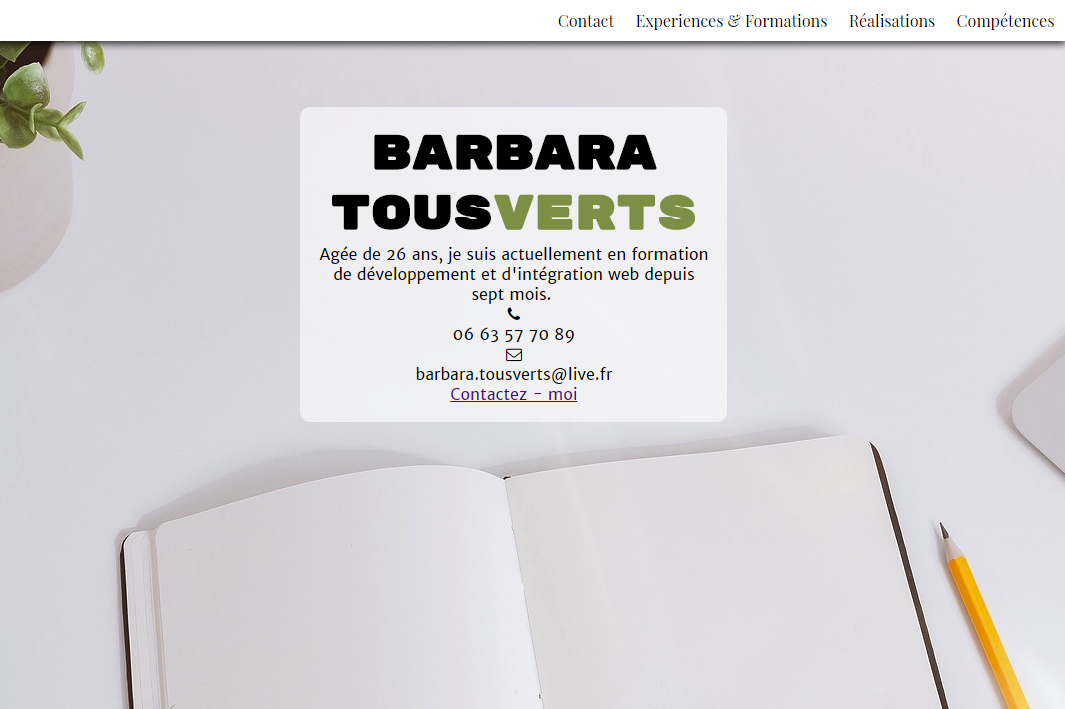 Contact Experiences & Formations Réalisations Compétences
BARBARA
TOUSVERTS
Agée de 26 ans, je suis actuellement en formation
de développement et d'intégration web depuis
sept mois.
06 63 57 70 89
barbara.tousverts@live.fr
Contactez - moi